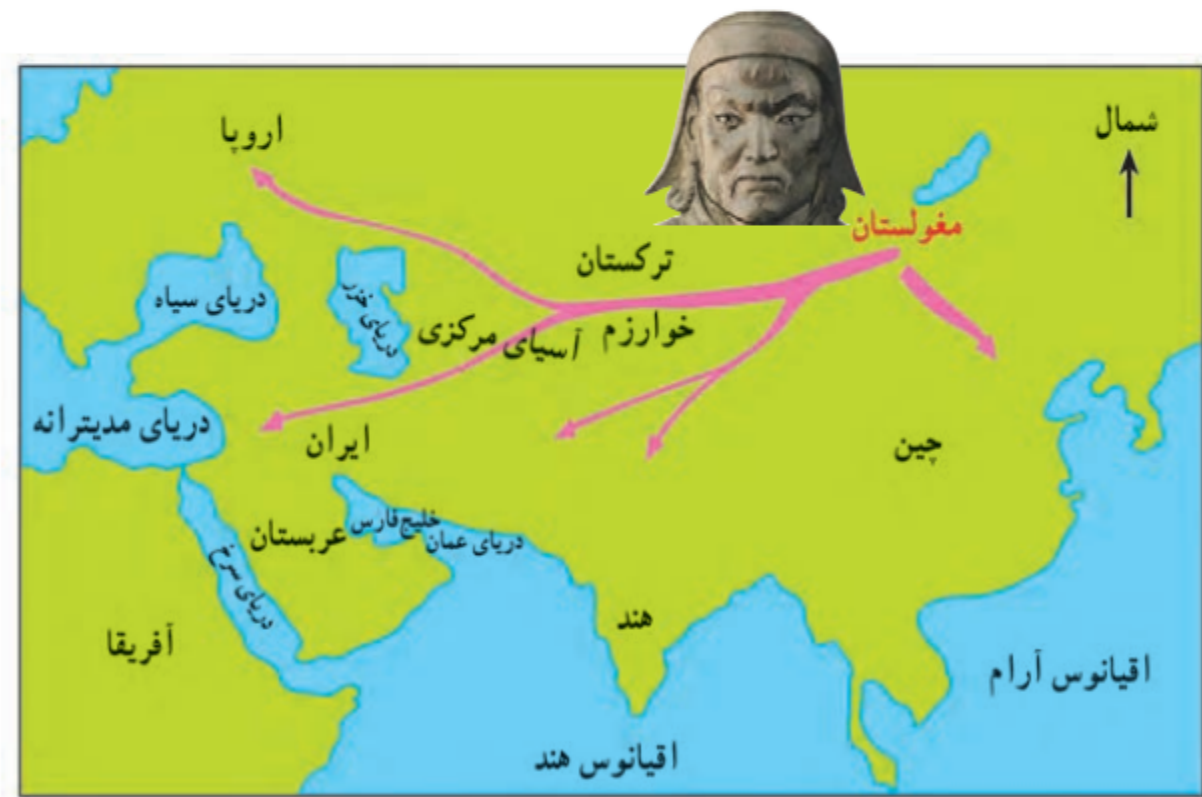 شمال
اروپا
مغولستان
ترکستان
دریای سیاه
دریای خزر
خوارزم
آسیای مرکزی
دریای مدیترانه
ایران
چین
خلیج فارس
دریای عمان
عربستان
دریای سرخ
هند
آفریقا
اقیانوس آرام
اقیانوس هند